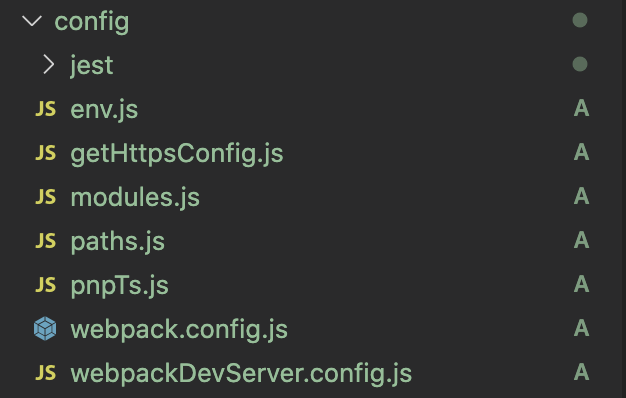 config
jest
JS env.js A
JS getHttpsConfig.js A
JS modules.js A
JS paths.js A
JS pnpTs.js A
webpack.config.js A
JS webpackDevServer.config.js A